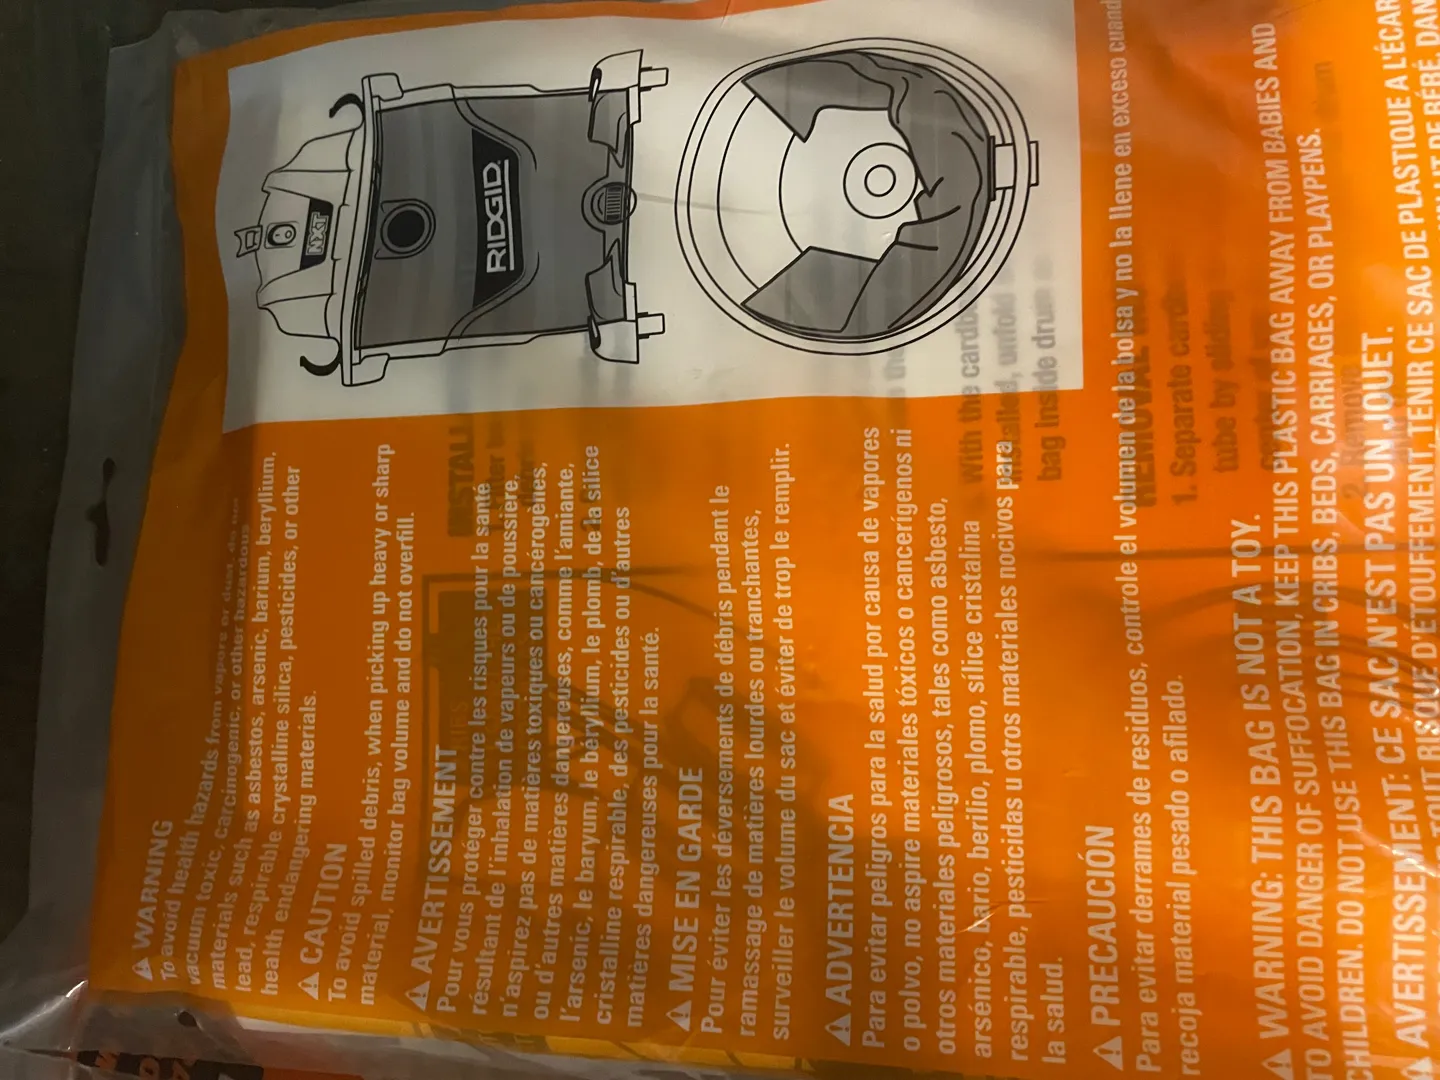 NXT
RIDGID
WARNING
To avoid health hazards from vapors or dust, do not
vacuum toxic, carcinogenic, or other hazardous
materials such as asbestos, arsenic, barium, beryllium,
lead, respirable crystalline silica, pesticides, or other
health endangering materials.
CAUTION
To avoid spilled debris, when picking up heavy or sharp
material, monitor bag volume and do not overfill.
AVERTISSEMENT
Pour vous protéger contre les risques pour la santé
résultant de l'inhalation de vapeurs ou de poussière,
n'aspirez pas de matières toxiques ou cancérogènes,
ou d'autres matières dangereuses, comme l'amiante,
l'arsenic, le baryum, le béryllium, le plomb, de la silice
cristalline respirable, des pesticides ou d'autres
matières dangereuses pour la santé.
MISE EN GARDE
Pour éviter les déversements de débris pendant le
ramassage de matières lourdes ou tranchantes,
surveiller le volume du sac et éviter de trop le remplir.
ADVERTENCIA
Para evitar peligros para la salud por causa de vapores
o polvo, no aspire materiales tóxicos o cancerígenos ni
otros materiales peligrosos, tales como asbesto,
arsénico, bario, berilio, plomo, sílice cristalina
respirable, pesticidas u otros materiales nocivos para
la salud.
PRECAUCIÓN
Para evitar derrames de residuos, controle el volumen de la bolsa y no la llene en exceso cuand
recoja material pesado o afilado.
WARNING: THIS BAG IS NOT A TOY.
TO AVOID DANGER OF SUFFOCATION, KEEP THIS PLASTIC BAG AWAY FROM BABIES AND
CHILDREN. DO NOT USE THIS BAG IN CRIBS, BEDS, CARRIAGES, OR PLAYPENS.
AVERTISSEMENT: CE SAC N'EST PAS UN JOUET.
RISQUE D'ÉTOUFFEMENT, TENIR CE SAC DE PLASTIQUE À L'ÉCAR
BÉBÉ, DAN
INSTALL
With the cardb
unfold
bag inside drum
REMOVAL
1. Separate card
tube by sliding
2. Remove
drum